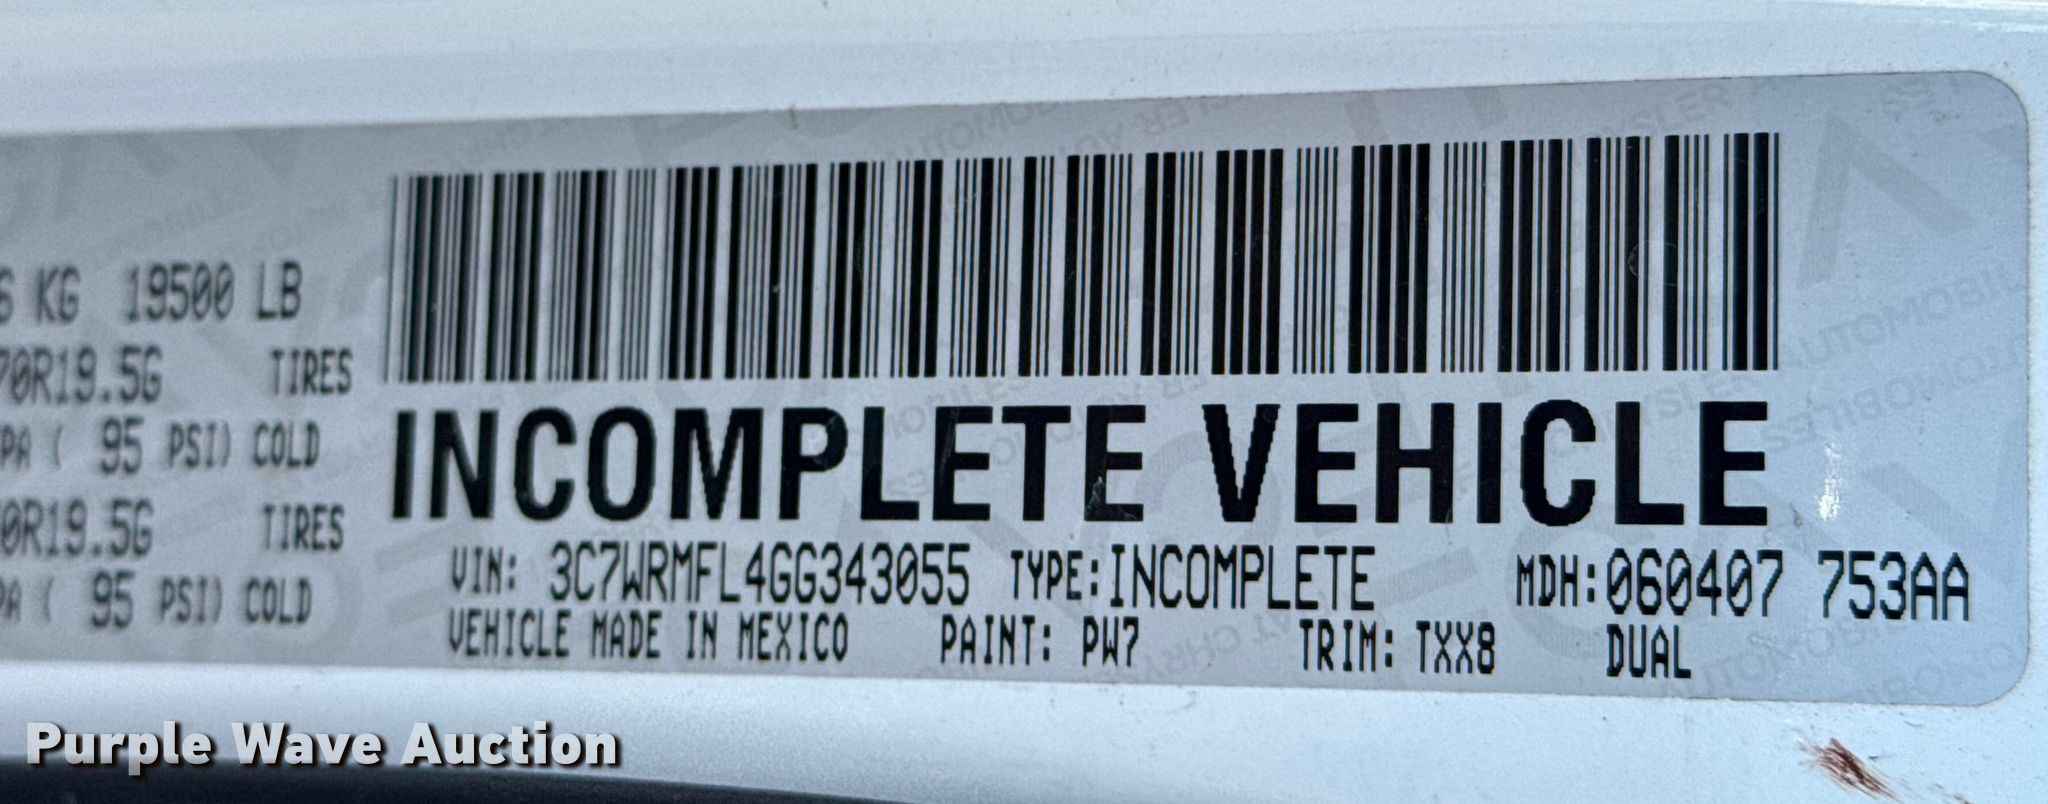 6 KG 19500 LB
70R19.5G TIRES
PA ( 95 PSI) COLD
0R19.5G TIRES
PA ( 95 PSI) COLD
INCOMPLETE VEHICLE
VIN: 3C7WRMFL4GG343055 TYPE:INCOMPLETE MDH:060407 753AA
VEHICLE MADE IN MEXICO PAINT: PW7 TRIM: TXX8 DUAL
Purple Wave Auction